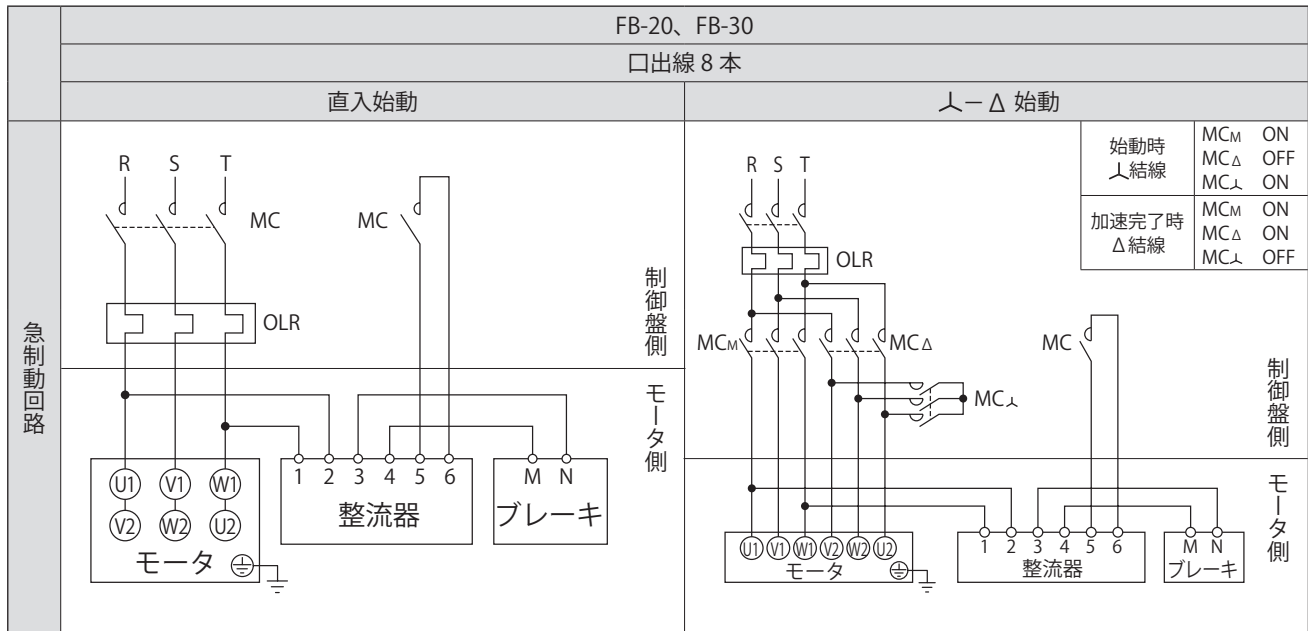 FB-20、FB-30
口出線 8 本
直入始動
人－Δ 始動
急制動回路
R S T
MC
MC
OLR
制御盤側
モータ側
1 2 3 4 5 6
M N
U1 V1 W1
V2 W2 U2
モータ
整流器
ブレーキ
始動時
人結線
MCM ON
MCΔ OFF
MC人 ON
加速完了時
Δ結線
MCM ON
MCΔ ON
MC人 OFF
R S T
OLR
MCM
MCΔ
MC
MC人
制御盤側
モータ側
U1 V1 W1 V2 W2 U2
モータ
1 2 3 4 5 6
整流器
M N
ブレーキ